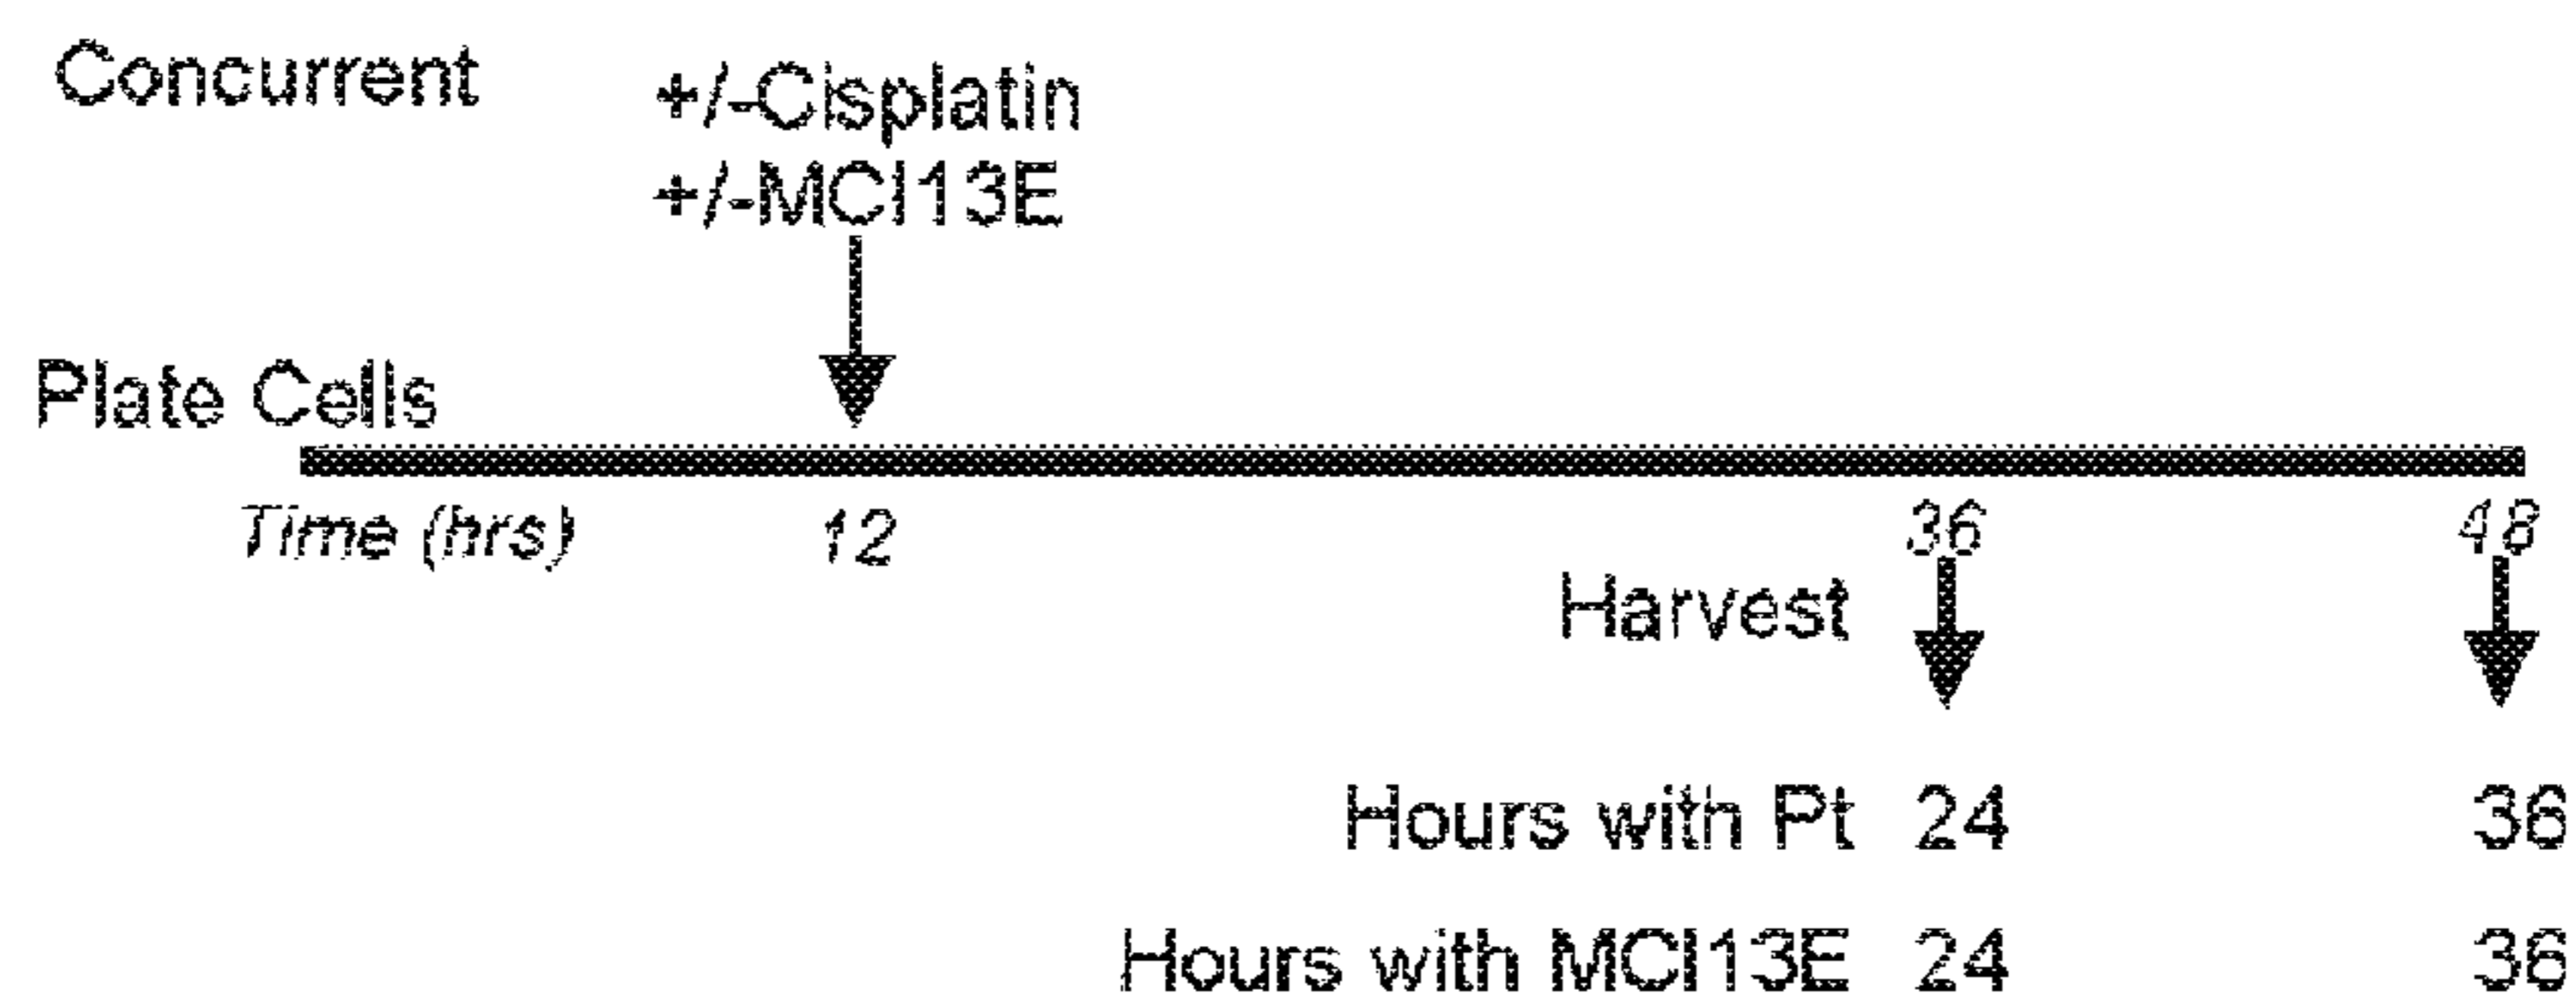 Concurrent
+/-Cisplatin
+/-MCI13E
Plate Cells
Time (hrs) 12 36 48
Harvest
Hours with Pt 24 36
Hours with MCI13E 24 36